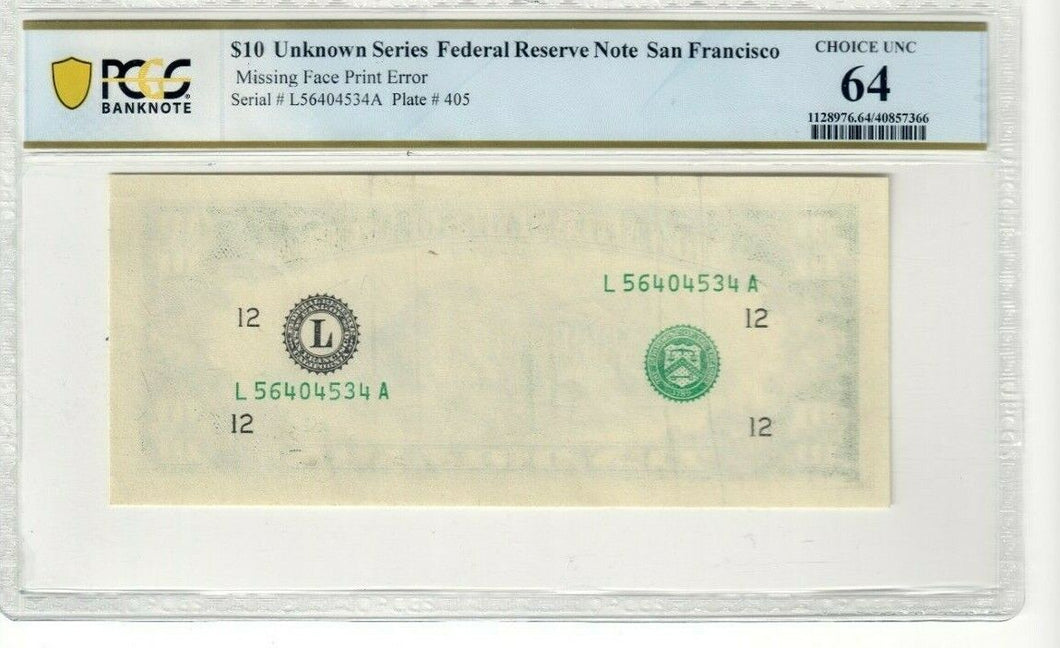 PCGS
BANKNOTE
$10 Unknown Series Federal Reserve Note San Francisco
Missing Face Print Error
Serial # L56404534A Plate # 405
CHOICE UNC
64
1128976.64/40857366
L 56404534 A
12
L
12
L 56404534 A
12
12